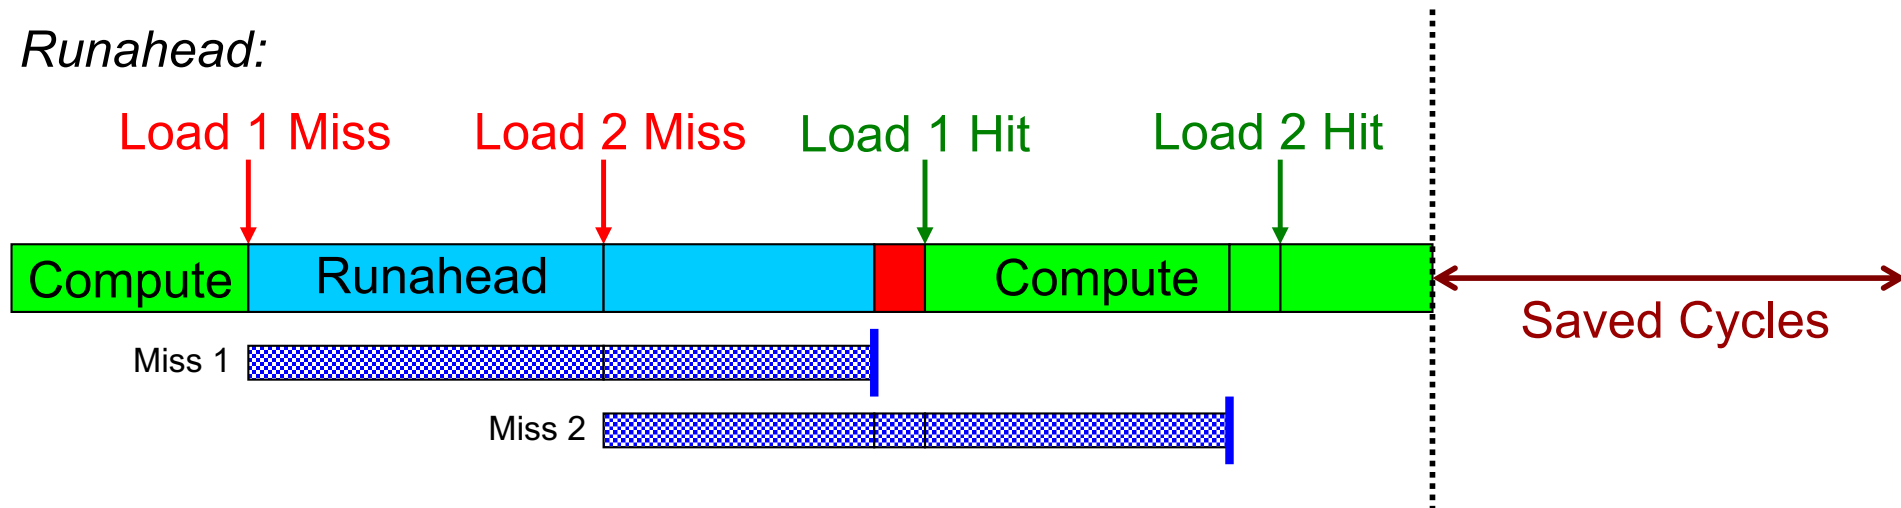 Runahead:
Load 1 Miss
Load 2 Miss
Load 1 Hit
Load 2 Hit
Compute
Runahead
Compute
Saved Cycles
Miss 1
Miss 2